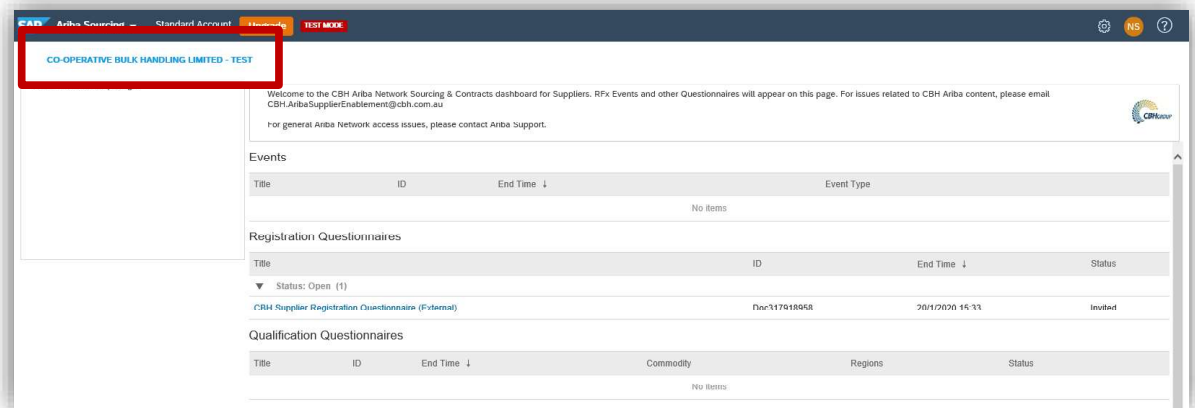 SAP Ariba Sourcing Standard Account Upgrade TEST MODE NS ?
CO-OPERATIVE BULK HANDLING LIMITED - TEST
Welcome to the CBH Ariba Network Sourcing & Contracts dashboard for Suppliers. RFx Events and other Questionnaires will appear on this page. For issues related to CBH Ariba content, please email
CBH.AribaSupplierEnablement@cbh.com.au
For general Ariba Network access issues, please contact Ariba Support.
CBHGROUP
Events
Title ID End Time ↓ Event Type
No items
Registration Questionnaires
Title ID End Time ↓ Status
▼ Status: Open (1)
CBH Supplier Registration Questionnaire (External) Doc317918958 20/1/2020 15:33 Invited
Qualification Questionnaires
Title ID End Time ↓ Commodity Regions Status
No items